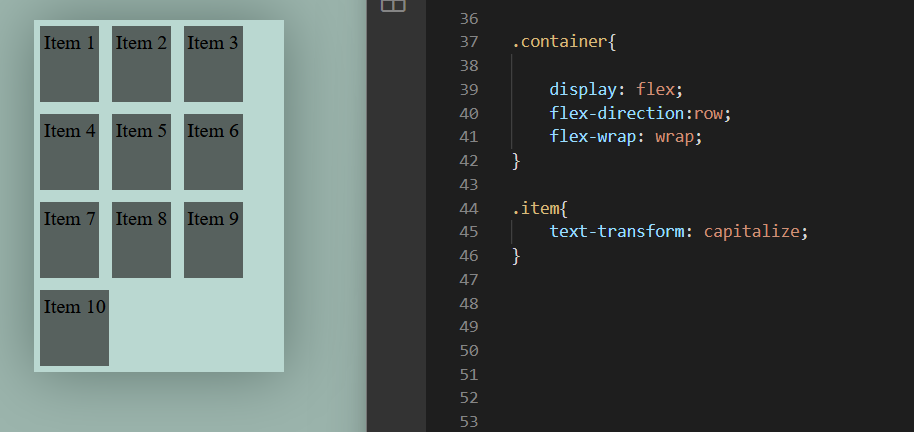 Item 1 Item 2 Item 3
Item 4 Item 5 Item 6
Item 7 Item 8 Item 9
Item 10
36
37 .container{
38
39 display: flex;
40 flex-direction:row;
41 flex-wrap: wrap;
42 }
43
44 .item{
45 text-transform: capitalize;
46 }
47
48
49
50
51
52
53